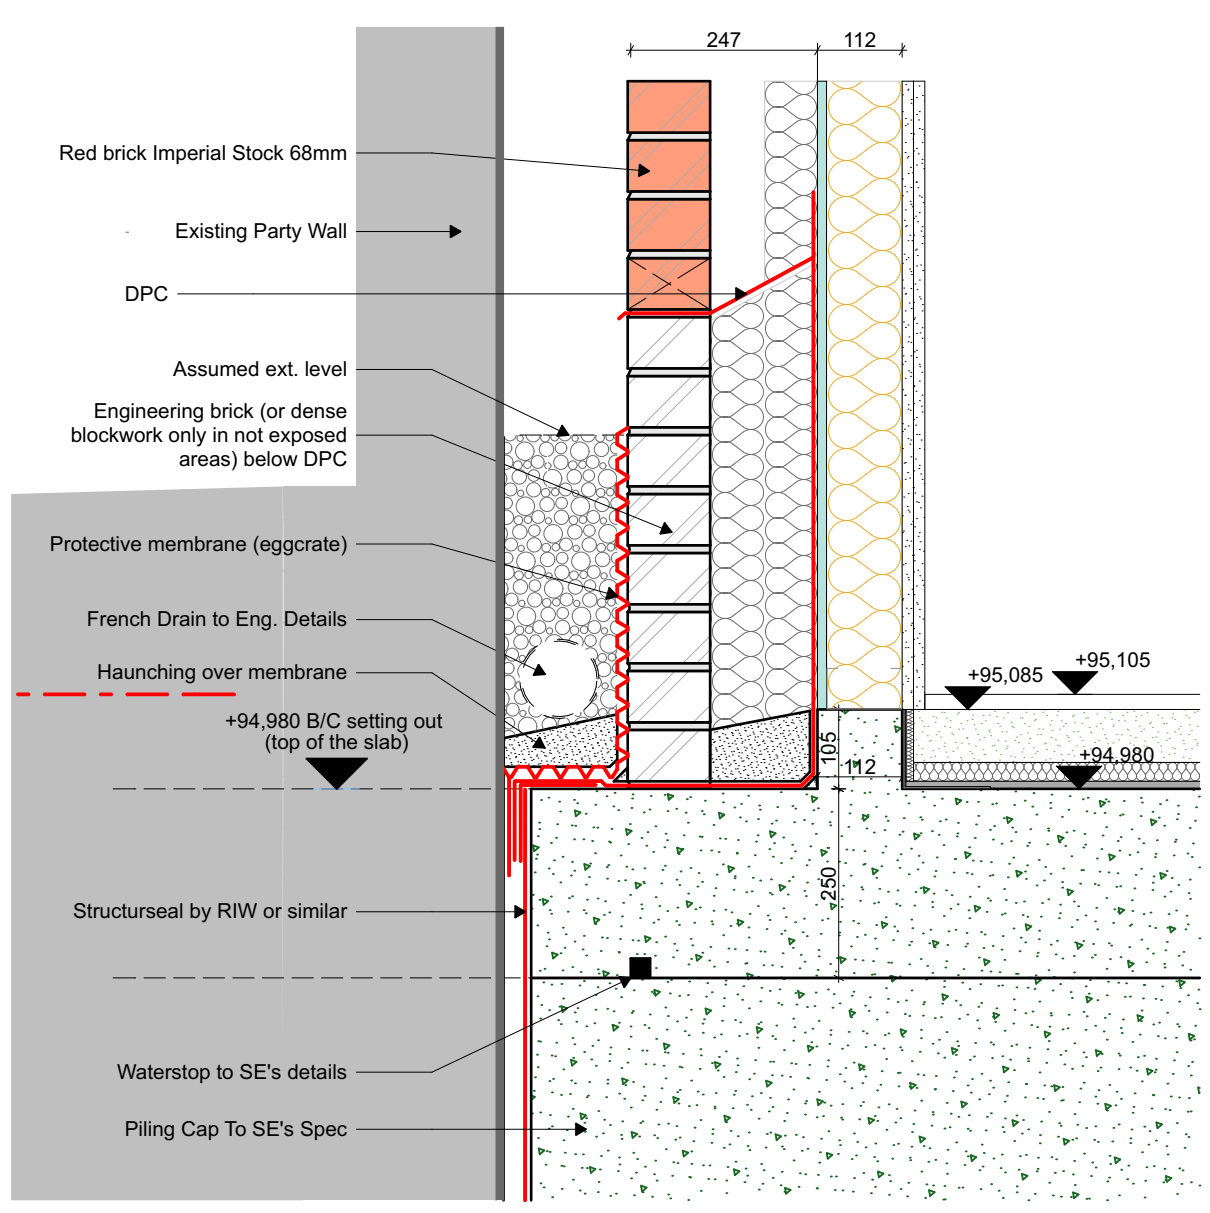 247
112
Red brick Imperial Stock 68mm
Existing Party Wall
DPC
Assumed ext. level
Engineering brick (or dense
blockwork only in not exposed
areas) below DPC
Protective membrane (eggcrate)
French Drain to Eng. Details
Haunching over membrane
+95,085
+95,105
+94,980 B/C setting out
(top of the slab)
105
112
+94,980
250
Structurseal by RIW or similar
Waterstop to SE's details
Piling Cap To SE's Spec